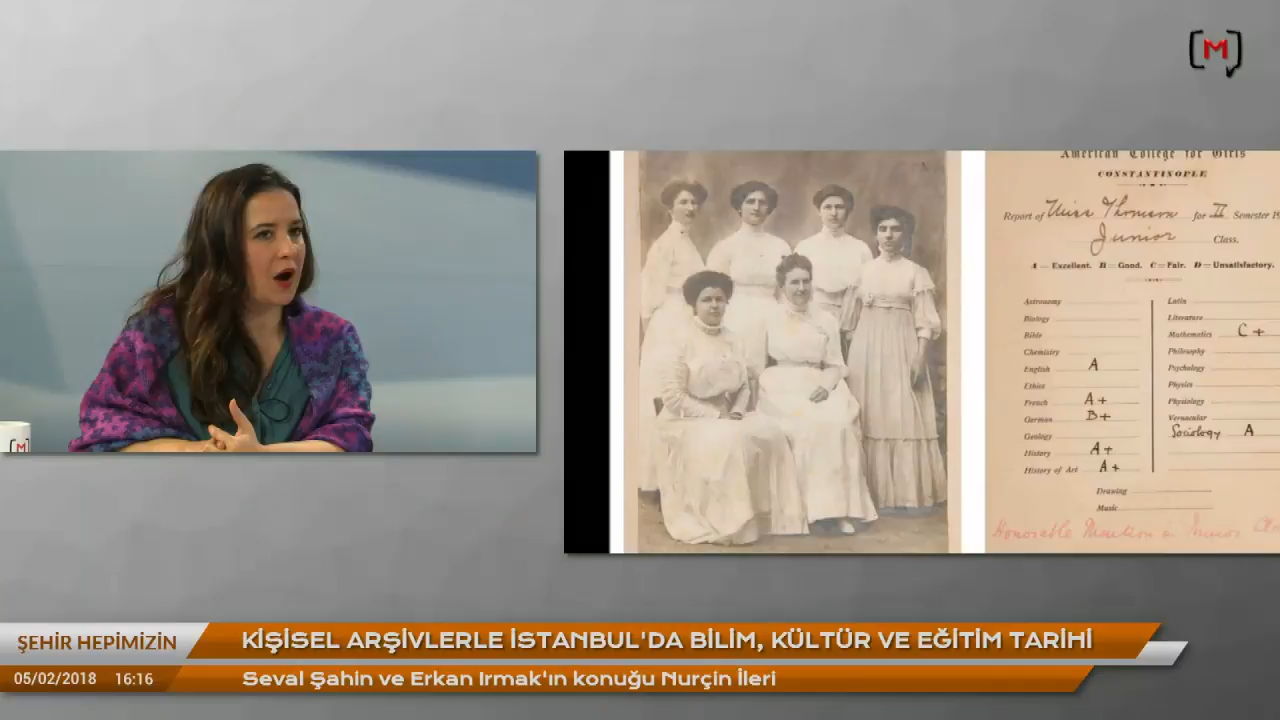 [M]
[M]
American College for Girls
CONSTANTINOPLE
Report of Miss Thomson for II Semester 19
Junior Class.
A — Excellent. B — Good. C — Fair. D — Unsatisfactory.
Astronomy
Biology
Bible
Chemistry
English A
Ethics
French A+
German B+
Geology
History A+
History of Art A+
Latin
Literature
Mathematics C+
Philosophy
Psychology
Physics
Physiology
Vernacular
Sociology A
Drawing
Music
Honorable Mention in Junior
ŞEHİR HEPİMİZİN
KİŞİSEL ARŞİVLERLE İSTANBUL'DA BİLİM, KÜLTÜR VE EĞİTİM TARİHİ
05/02/2018 16:16
Seval Şahin ve Erkan Irmak'ın konuğu Nurçin İleri